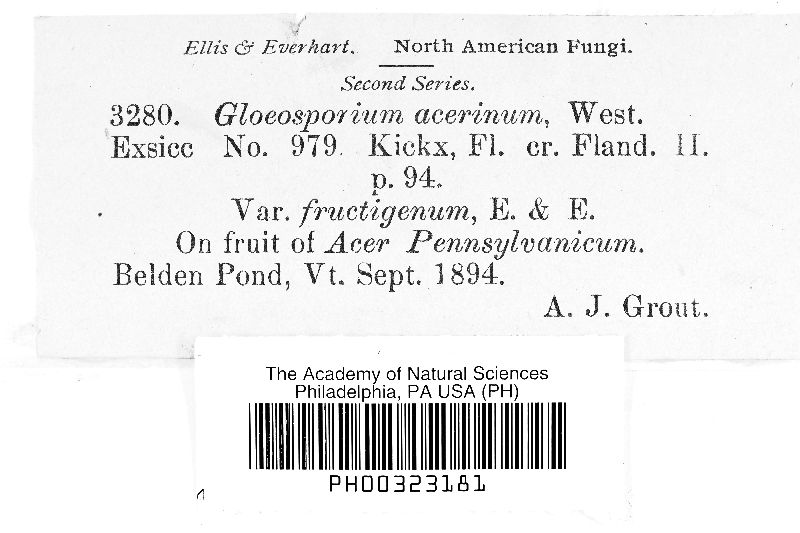 Ellis & Everhart. North American Fungi.
Second Series.
3280. Gloeosporium acerinum, West.
Exsicc No. 979. Kickx, Fl. cr. Fland. II.
p. 94.
Var. fructigenum, E. & E.
On fruit of Acer Pennsylvanicum.
Belden Pond, Vt. Sept. 1894.
A. J. Grout.
The Academy of Natural Sciences
Philadelphia, PA USA (PH)
PH00323181